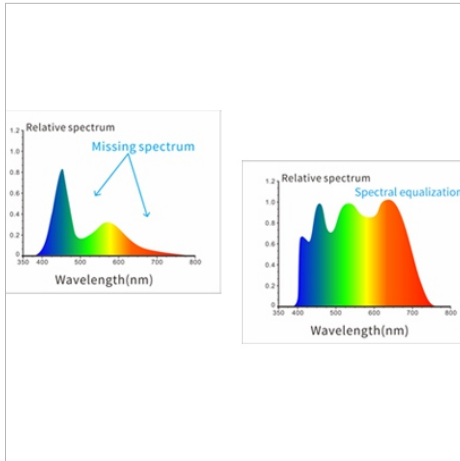 Relative spectrum
Missing spectrum
1.2
1.0
0.8
0.6
0.4
0.2
0
350 400 500 600 700 800
Wavelength(nm)
Relative spectrum
Spectral equalization
1.2
1.0
0.8
0.6
0.4
0.2
0
350 400 500 600 700 800
Wavelength(nm)